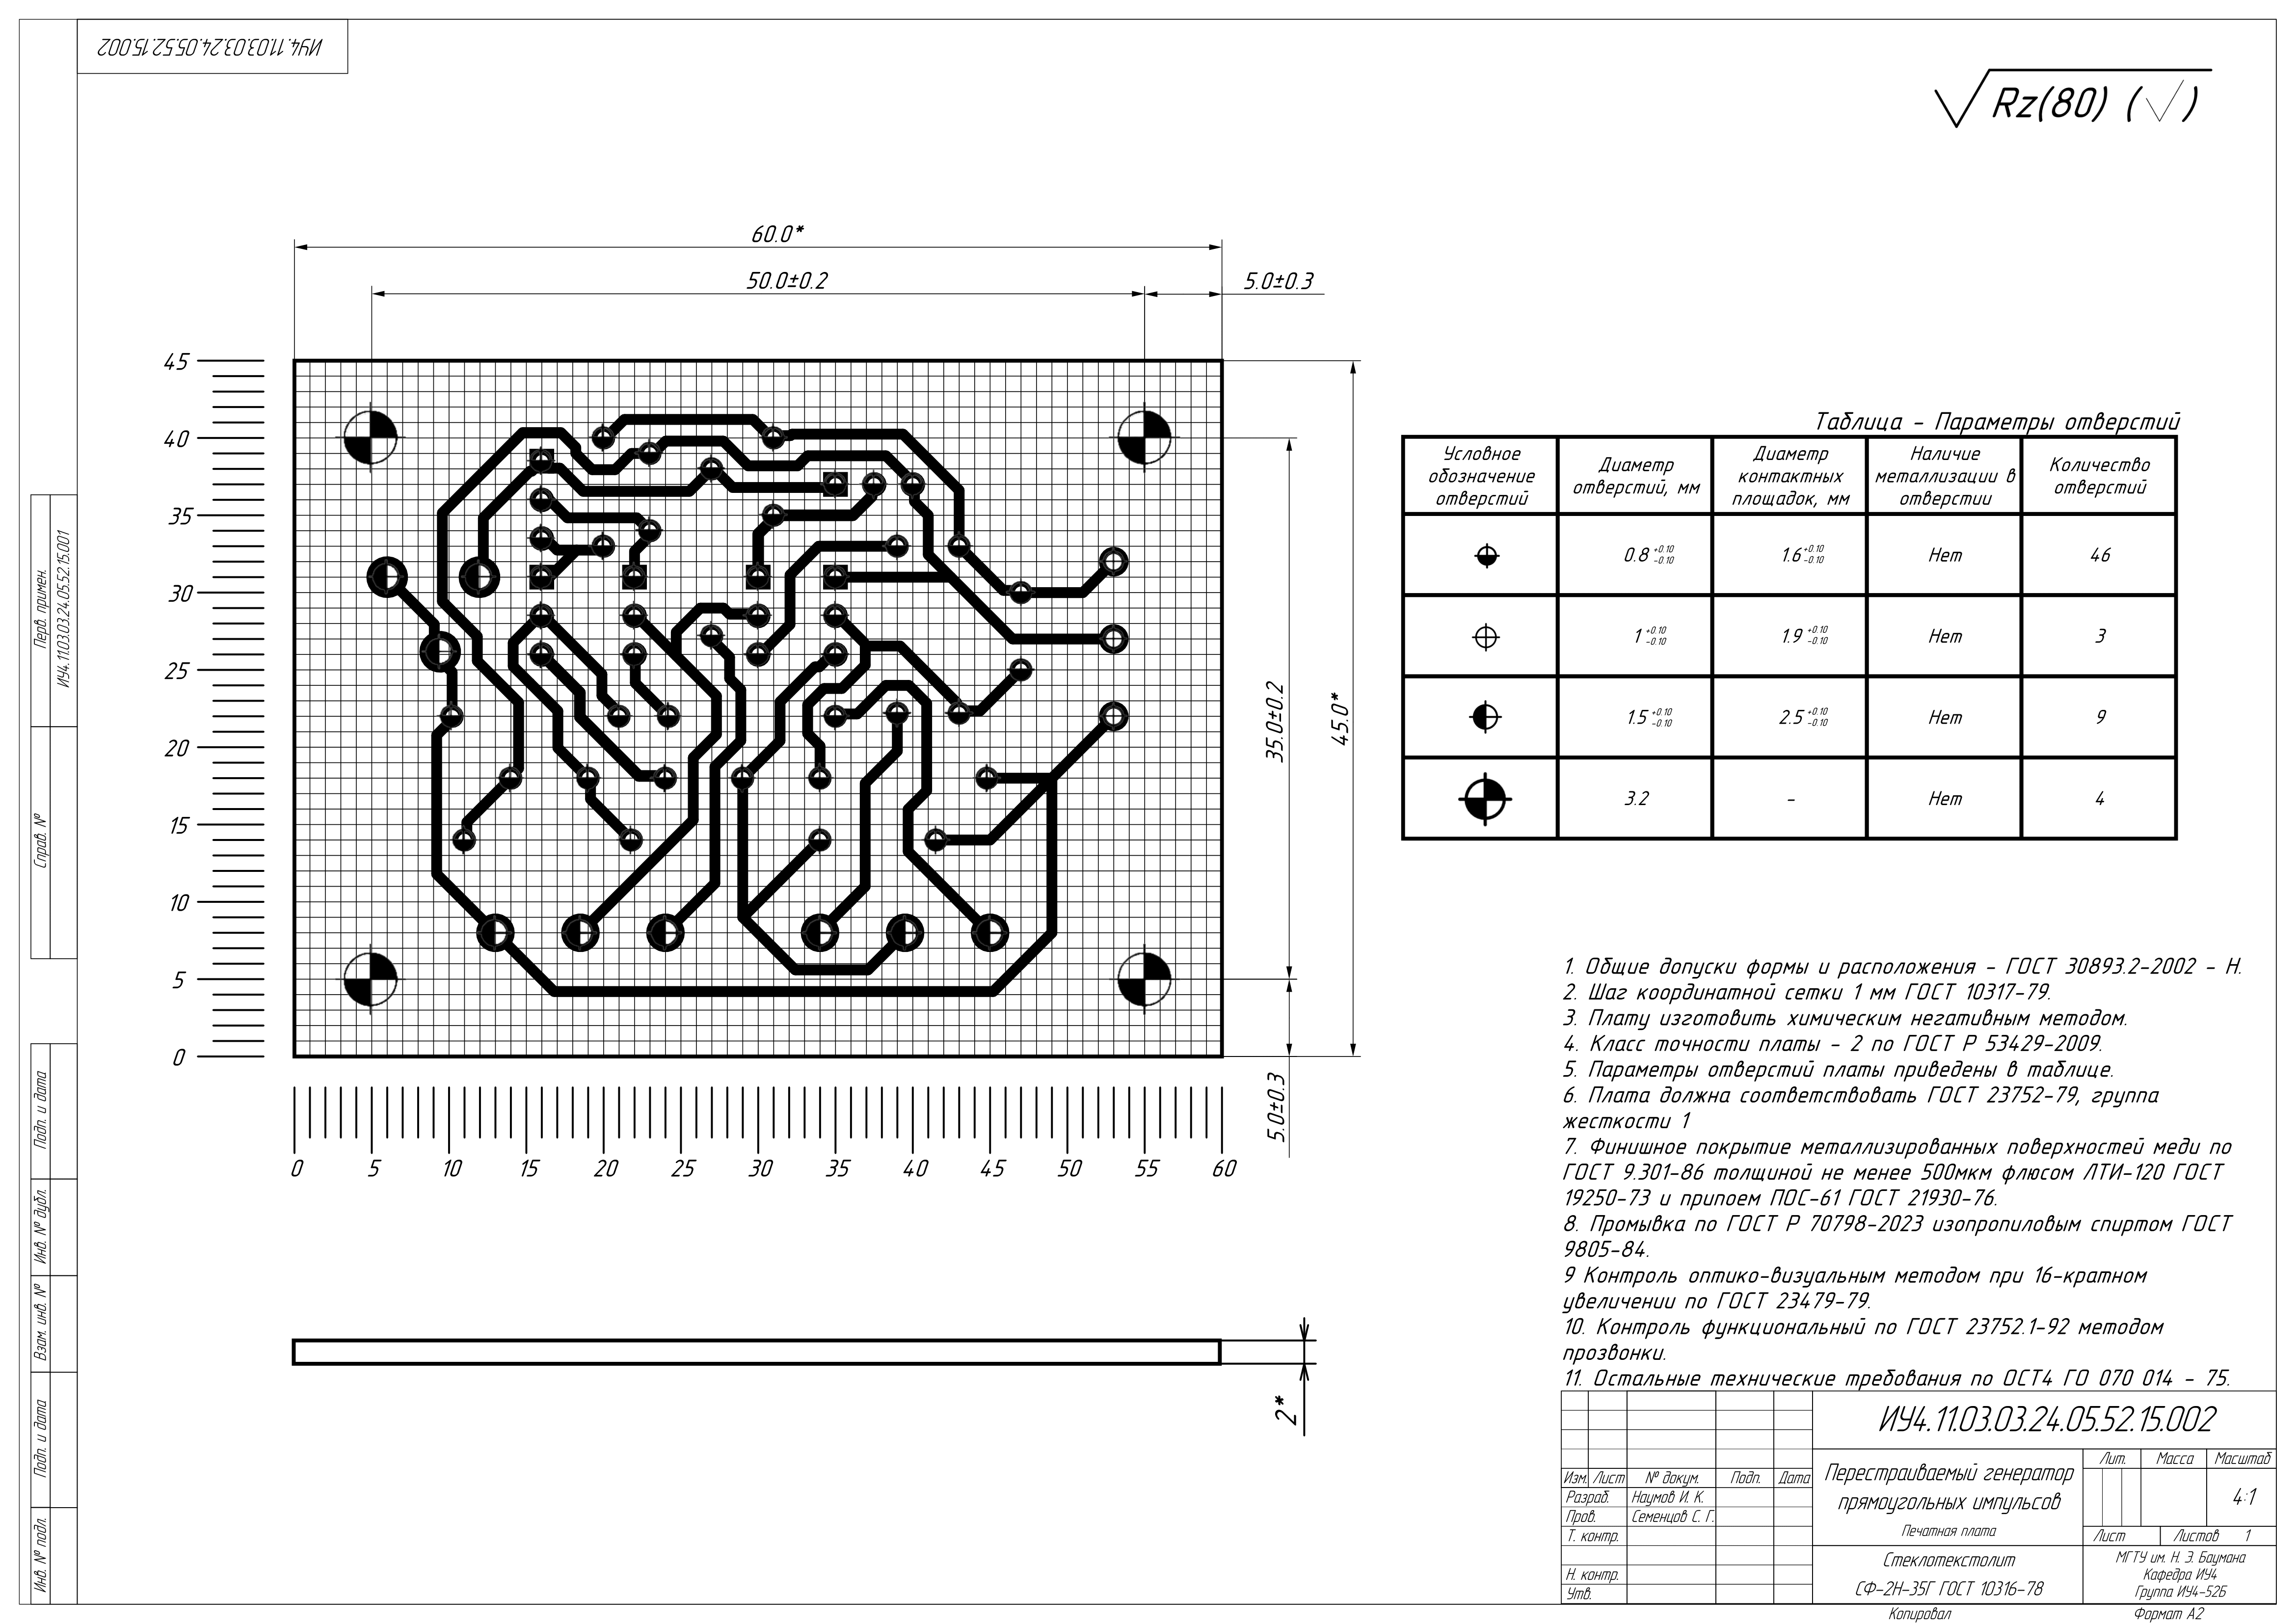 ИУ4.11.03.03.24.05.52.15.002
Rz(80) (√)
60.0*
50.0±0.2
5.0±0.3
45
40
35
30
25
20
15
10
5
0
35.0±0.2
45.0*
5.0±0.3
0 5 10 15 20 25 30 35 40 45 50 55 60
2*
Таблица - Параметры отверстий
Условное обозначение отверстий | Диаметр отверстий, мм | Диаметр контактных площадок, мм | Наличие металлизации в отверстии | Количество отверстий
0.8 +0.10 -0.10 | 1.6 +0.10 -0.10 | Нет | 46
1 +0.10 -0.10 | 1.9 +0.10 -0.10 | Нет | 3
1.5 +0.10 -0.10 | 2.5 +0.10 -0.10 | Нет | 9
3.2 | - | Нет | 4
1. Общие допуски формы и расположения - ГОСТ 30893.2-2002 - Н.
2. Шаг координатной сетки 1 мм ГОСТ 10317-79.
3. Плату изготовить химическим негативным методом.
4. Класс точности платы - 2 по ГОСТ Р 53429-2009.
5. Параметры отверстий платы приведены в таблице.
6. Плата должна соответствовать ГОСТ 23752-79, группа
жесткости 1
7. Финишное покрытие металлизированных поверхностей меди по
ГОСТ 9.301-86 толщиной не менее 500мкм флюсом ЛТИ-120 ГОСТ
19250-73 и припоем ПОС-61 ГОСТ 21930-76.
8. Промывка по ГОСТ Р 70798-2023 изопропиловым спиртом ГОСТ
9805-84.
9 Контроль оптико-визуальным методом при 16-кратном
увеличении по ГОСТ 23479-79.
10. Контроль функциональный по ГОСТ 23752.1-92 методом
прозвонки.
11. Остальные технические требования по ОСТ4 ГО 070 014 - 75.
Перв. примен.
ИУ4.11.03.03.24.05.52.15.001
Справ. №
Подп. и дата
Инв. № дубл.
Взам. инв. №
Подп. и дата
Инв. № подл.
ИУ4.11.03.03.24.05.52.15.002
Изм. Лист № докум. Подп. Дата
Разраб. Наумов И. К.
Пров. Семенцов С. Г.
Т. контр.
Н. контр.
Утв.
Перестраиваемый генератор
прямоугольных импульсов
Печатная плата
Лит. Масса Масштаб
4:1
Лист Листов 1
Стеклотекстолит
СФ-2Н-35Г ГОСТ 10316-78
МГТУ им. Н. Э. Баумана
Кафедра ИУ4
Группа ИУ4-52Б
Копировал Формат А2